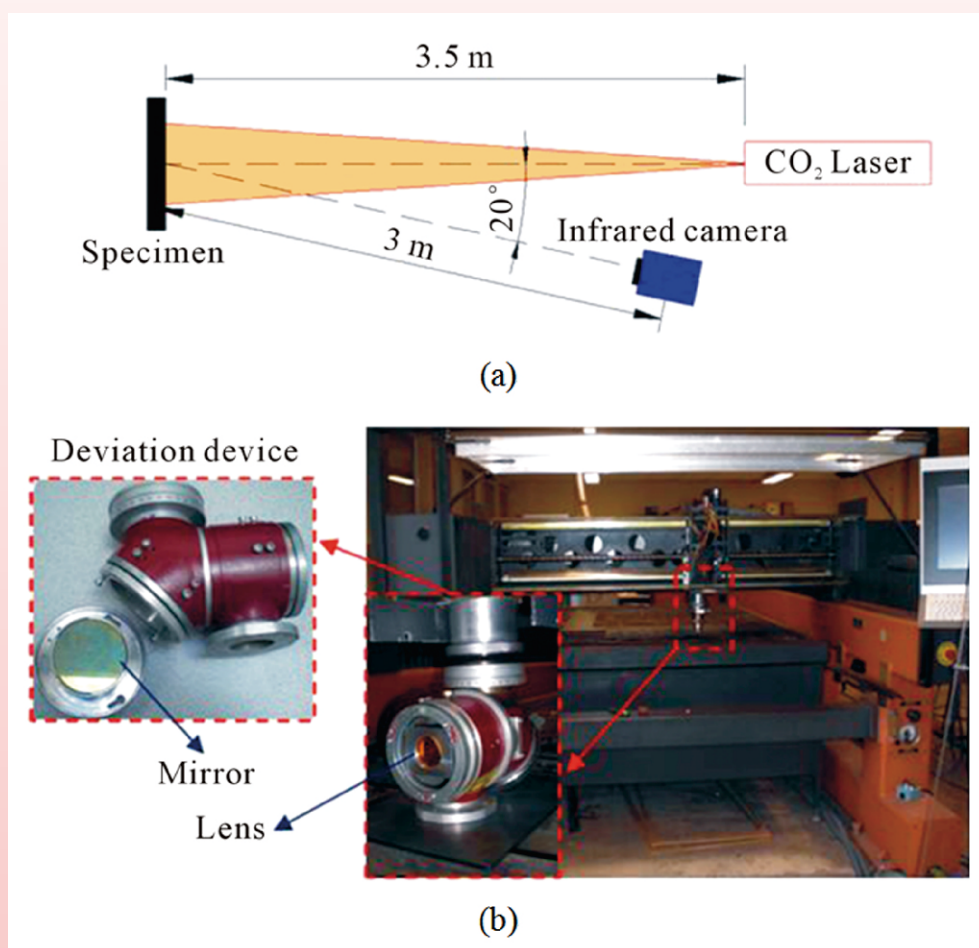 3.5 m
CO₂ Laser
20°
Infrared camera
Specimen
3 m
(a)
Deviation device
Mirror
Lens
(b)